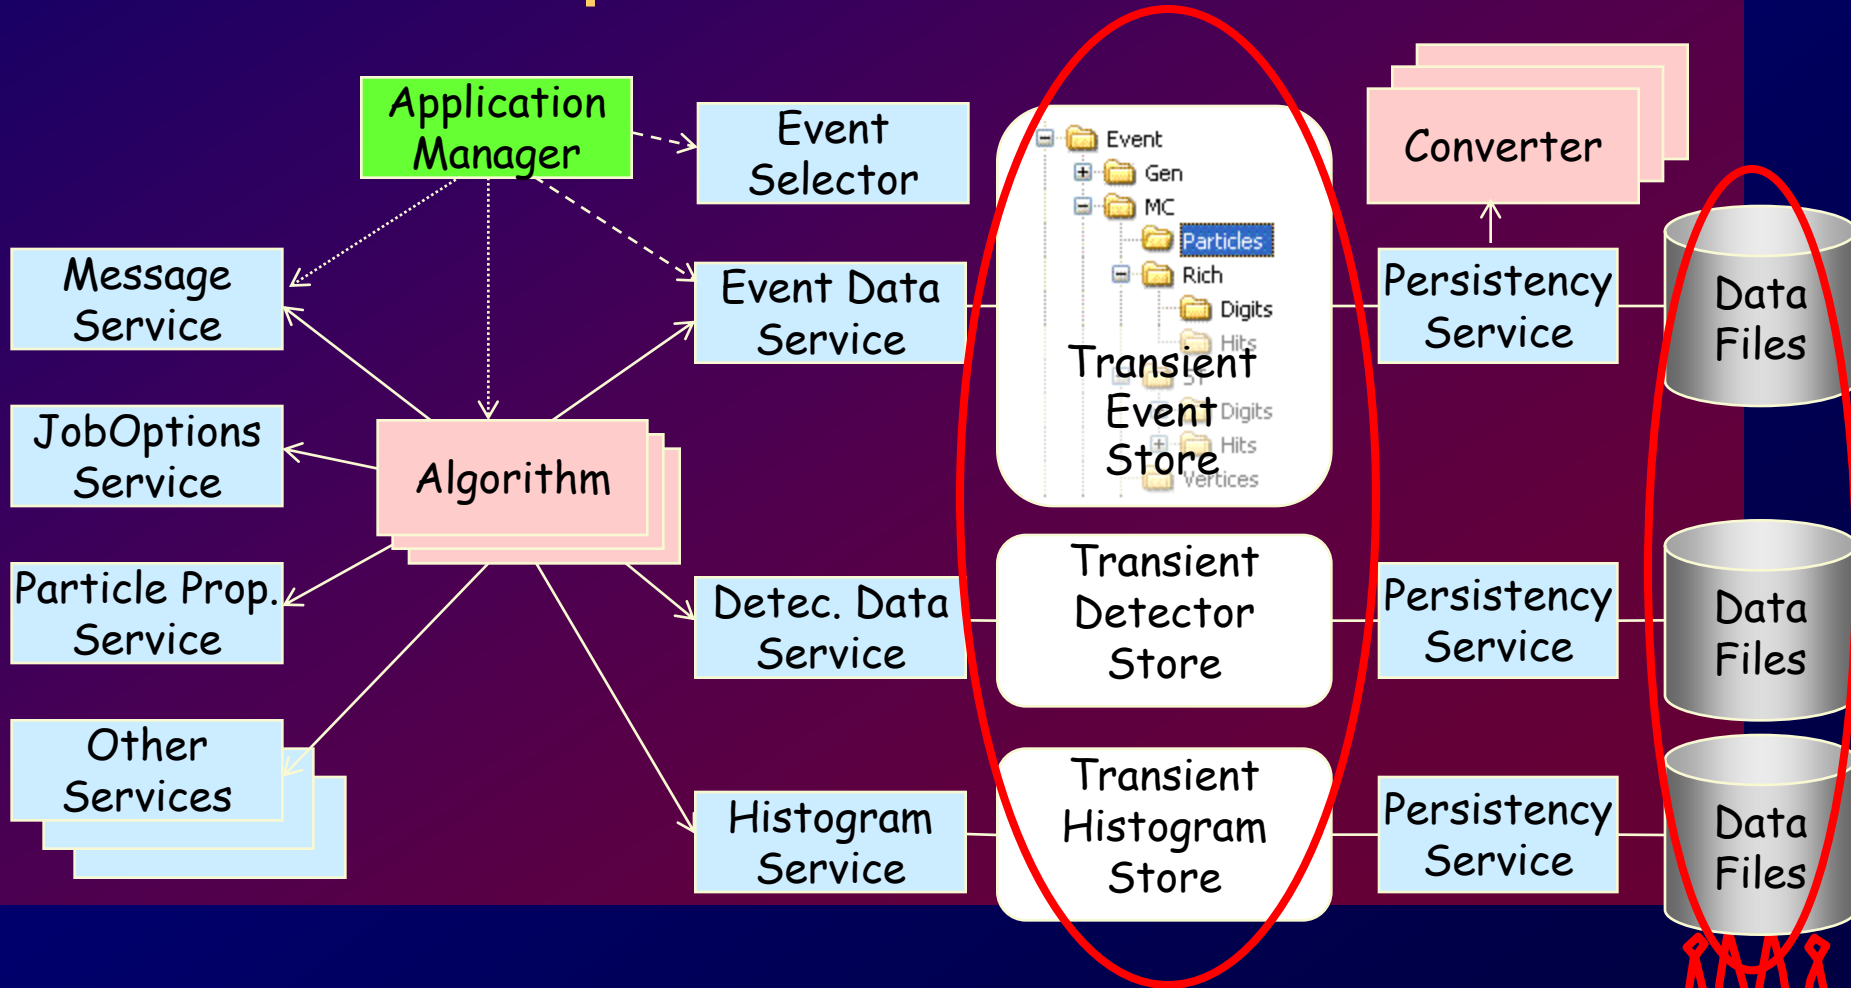 Application
Manager
Event
Selector
Event
Gen
MC
Particles
Rich
Digits
Hits
Transient
ST
Event
Digits
Store
Hits
Vertices
Converter
Message
Service
Event Data
Service
Persistency
Service
Data
Files
JobOptions
Service
Algorithm
Particle Prop.
Service
Detec. Data
Service
Transient
Detector
Store
Persistency
Service
Data
Files
Other
Services
Histogram
Service
Transient
Histogram
Store
Persistency
Service
Data
Files